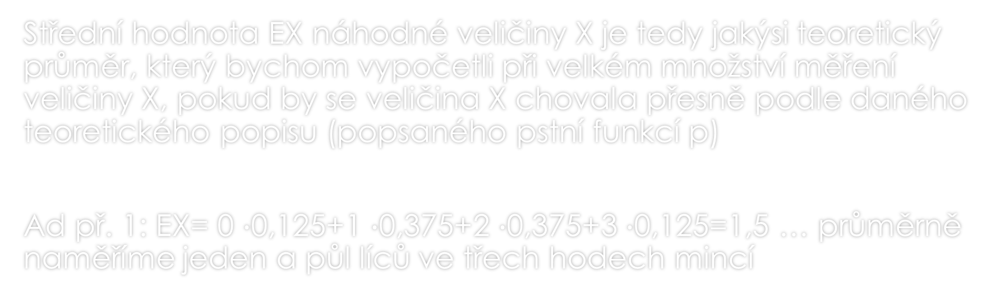 Střední hodnota EX náhodné veličiny X je tedy jakýsi teoretický
průměr, který bychom vypočetli při velkém množství měření
veličiny X, pokud by se veličina X chovala přesně podle daného
teoretického popisu (popsaného pstní funkcí p)
Ad př. 1: EX= 0 ·0,125+1 ·0,375+2 ·0,375+3 ·0,125=1,5 … průměrně
naměříme jeden a půl líců ve třech hodech mincí